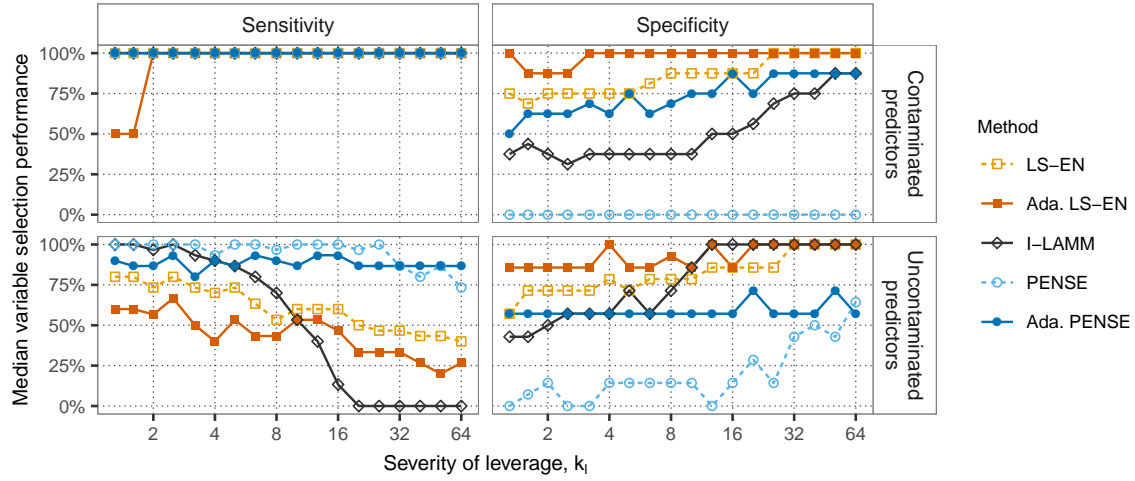 Sensitivity
Specificity
Median variable selection performance
100%
75%
50%
25%
0%
Contaminated
predictors
100%
75%
50%
25%
0%
Uncontaminated
predictors
2 4 8 16 32 64
2 4 8 16 32 64
Severity of leverage, kₗ
Method
LS−EN
Ada. LS−EN
I−LAMM
PENSE
Ada. PENSE